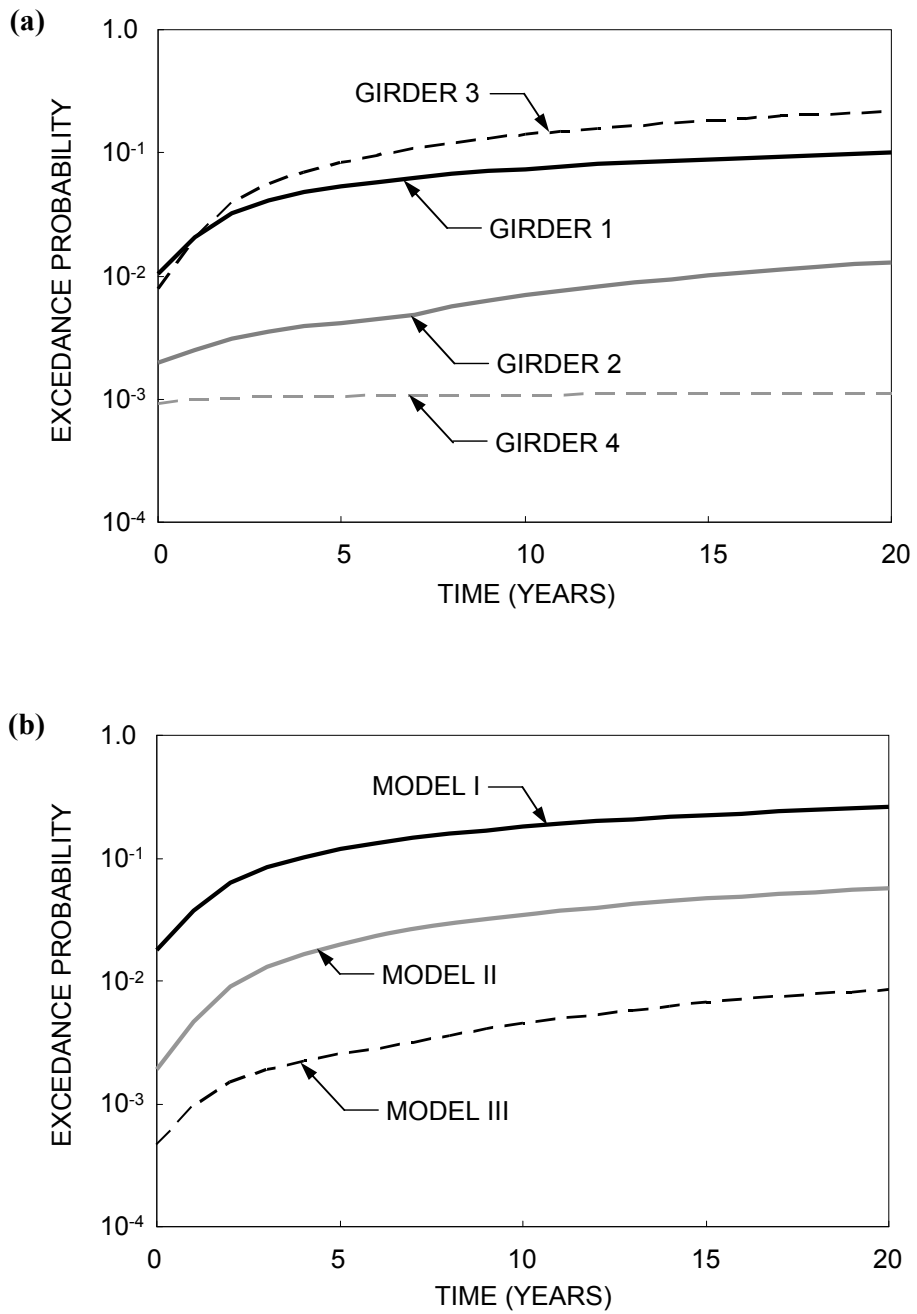 (a)
1.0
10-1
10-2
10-3
10-4
EXCEDANCE PROBABILITY
GIRDER 3
GIRDER 1
GIRDER 2
GIRDER 4
0 5 10 15 20
TIME (YEARS)
(b)
1.0
10-1
10-2
10-3
10-4
EXCEDANCE PROBABILITY
MODEL I
MODEL II
MODEL III
0 5 10 15 20
TIME (YEARS)